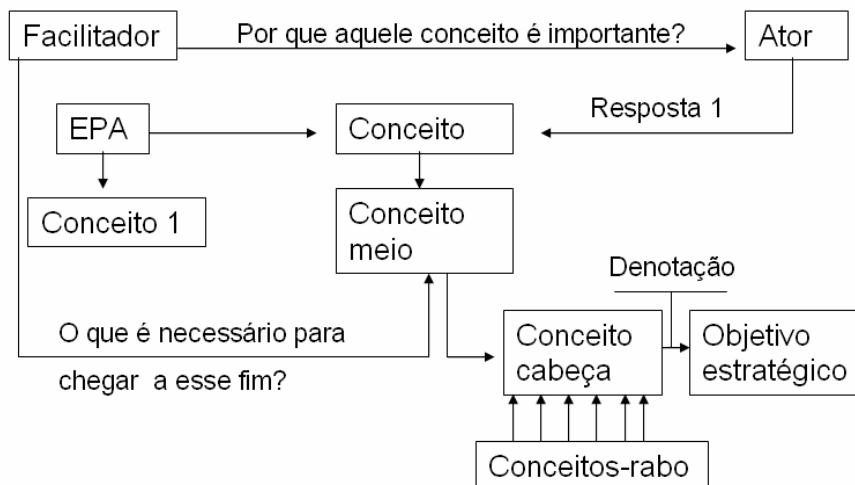 Facilitador
Por que aquele conceito é importante?
Ator
Resposta 1
EPA
Conceito
Conceito 1
Conceito
meio
Denotação
O que é necessário para
chegar a esse fim?
Conceito
cabeça
Objetivo
estratégico
Conceitos-rabo